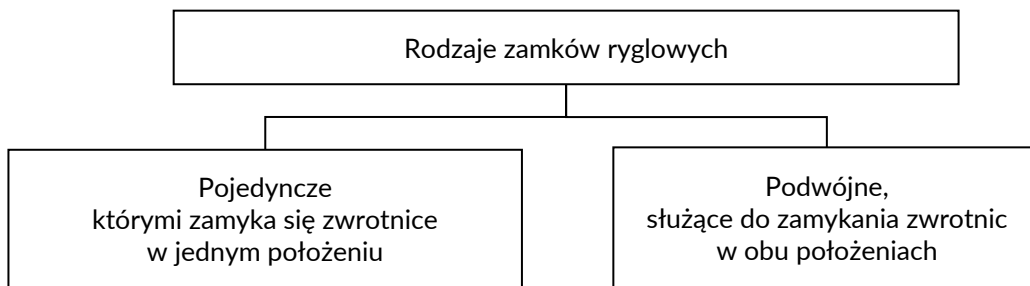 Rodzaje zamków ryglowych
Pojedyncze
którymi zamyka się zwrotnice
w jednym położeniu
Podwójne,
służące do zamykania zwrotnic
w obu położeniach